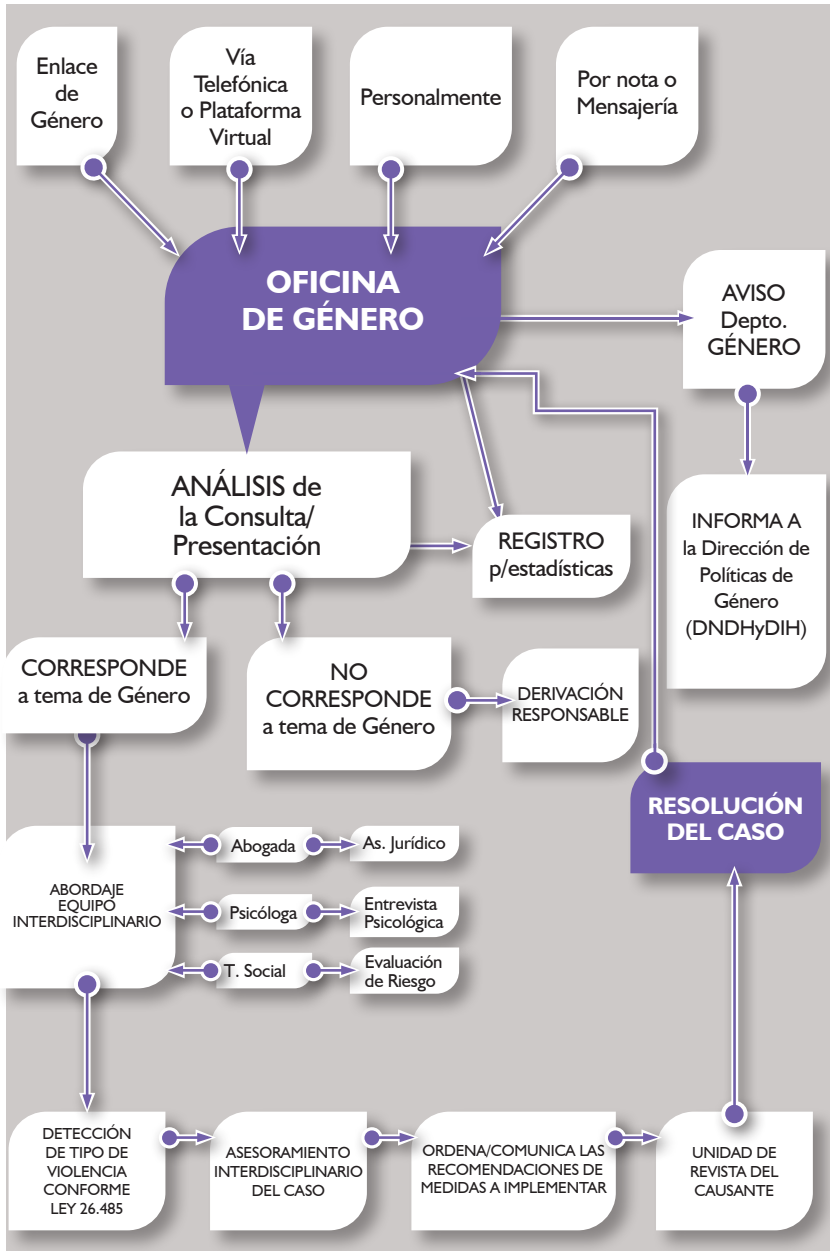 Enlace
de
Género
Vía
Telefónica
o Plataforma
Virtual
Personalmente
Por nota o
Mensajería
OFICINA
DE GÉNERO
AVISO
Depto.
GÉNERO
ANÁLISIS de
la Consulta/
Presentación
REGISTRO
p/estadísticas
INFORMA A
la Dirección de
Políticas de
Género
(DNDHyDIH)
CORRESPONDE
a tema de Género
NO
CORRESPONDE
a tema de Género
DERIVACIÓN
RESPONSABLE
RESOLUCIÓN
DEL CASO
ABORDAJE
EQUIPO
INTERDISCIPLINARIO
Abogada
As. Jurídico
Psicóloga
Entrevista
Psicológica
T. Social
Evaluación
de Riesgo
DETECCIÓN
DE TIPO DE
VIOLENCIA
CONFORME
LEY 26.485
ASESORAMIENTO
INTERDISCIPLINARIO
DEL CASO
ORDENA/COMUNICA LAS
RECOMENDACIONES DE
MEDIDAS A IMPLEMENTAR
UNIDAD DE
REVISTA DEL
CAUSANTE